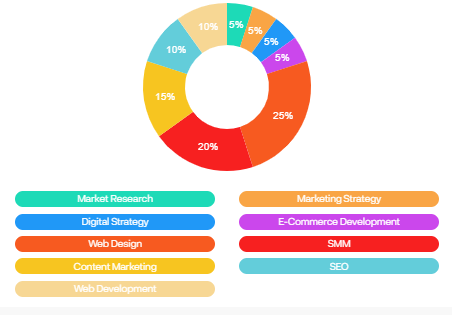 5%
5%
5%
5%
25%
20%
15%
10%
10%
Market Research
Marketing Strategy
Digital Strategy
E-Commerce Development
Web Design
SMM
Content Marketing
SEO
Web Development